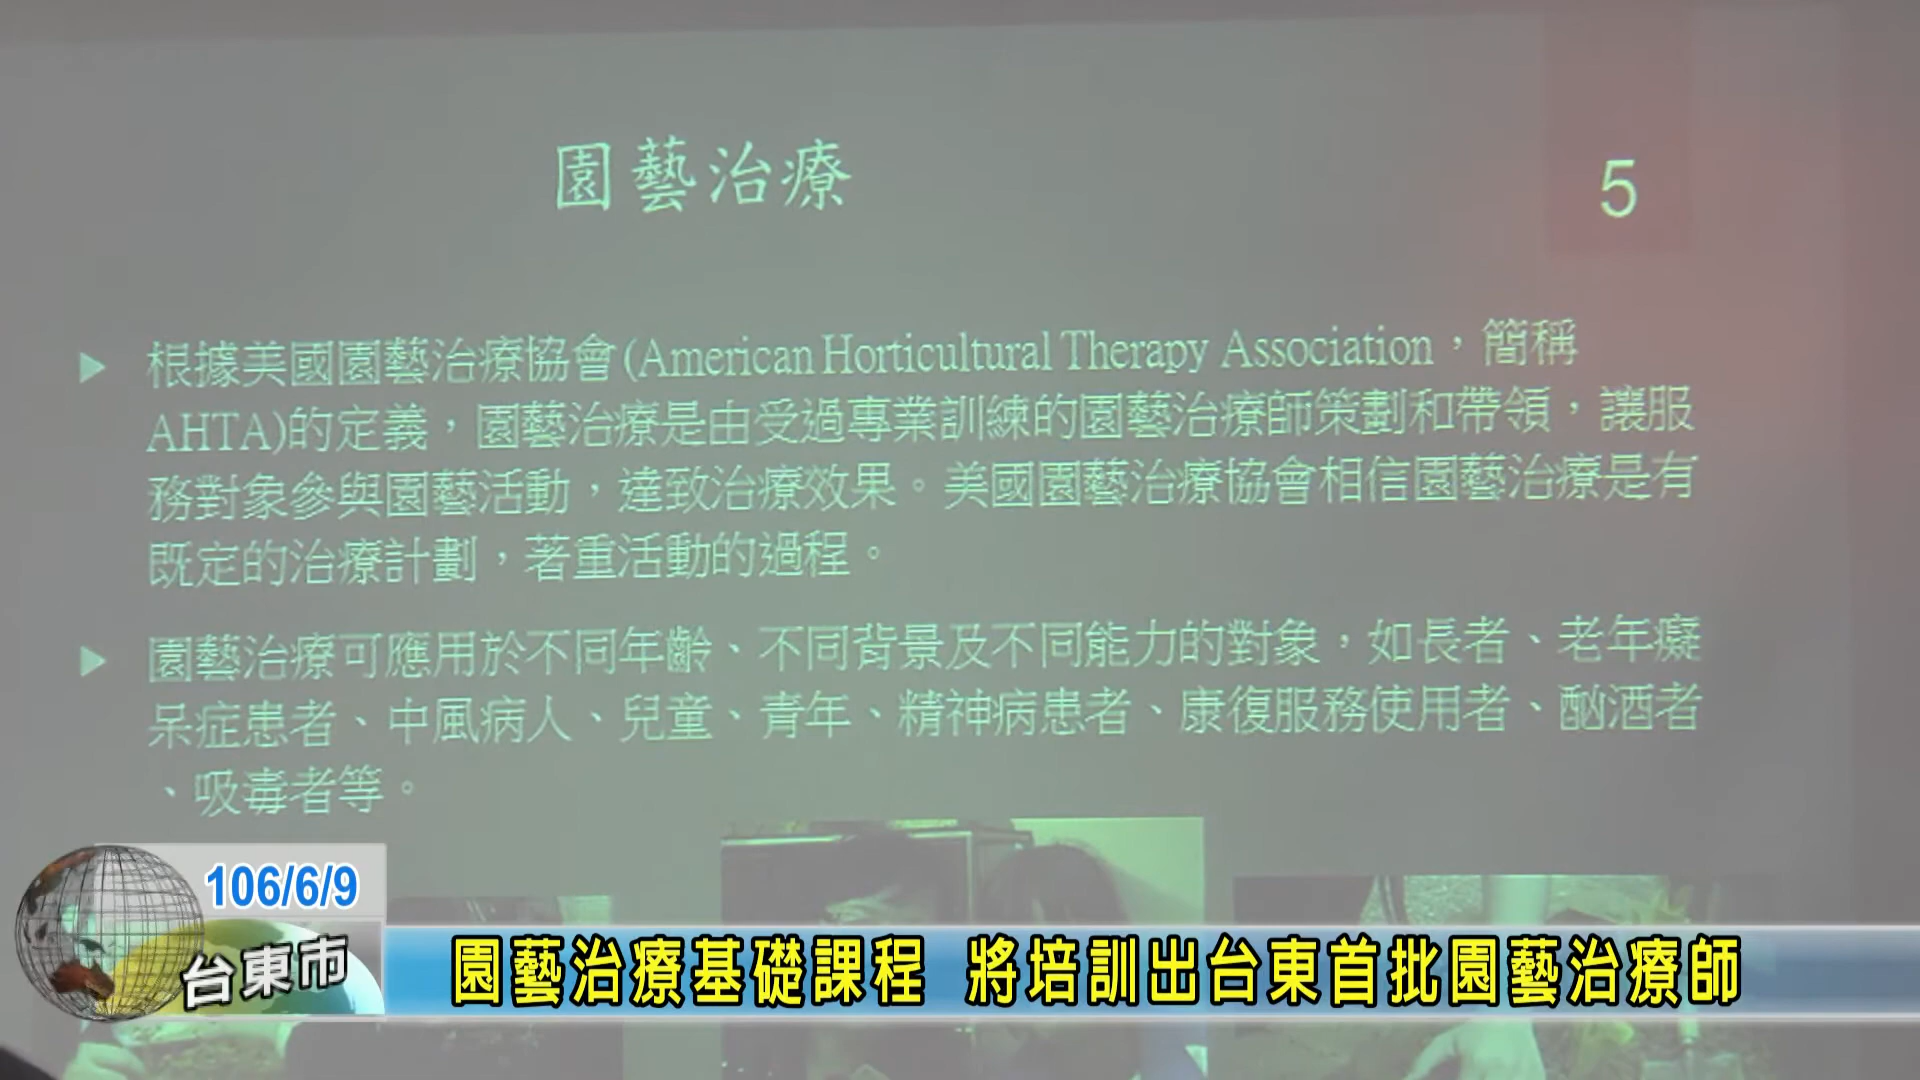 園藝治療
5
根據美國園藝治療協會(American Horticultural Therapy Association，簡稱
AHTA)的定義，園藝治療是由受過專業訓練的園藝治療師策劃和帶領，讓服
務對象參與園藝活動，達致治療效果。美國園藝治療協會相信園藝治療是有
既定的治療計劃，著重活動的過程。
園藝治療可應用於不同年齡、不同背景及不同能力的對象，如長者、老年癡
呆症患者、中風病人、兒童、青年、精神病患者、康復服務使用者、酗酒者
、吸毒者等。
106/6/9
台東市
園藝治療基礎課程 將培訓出台東首批園藝治療師